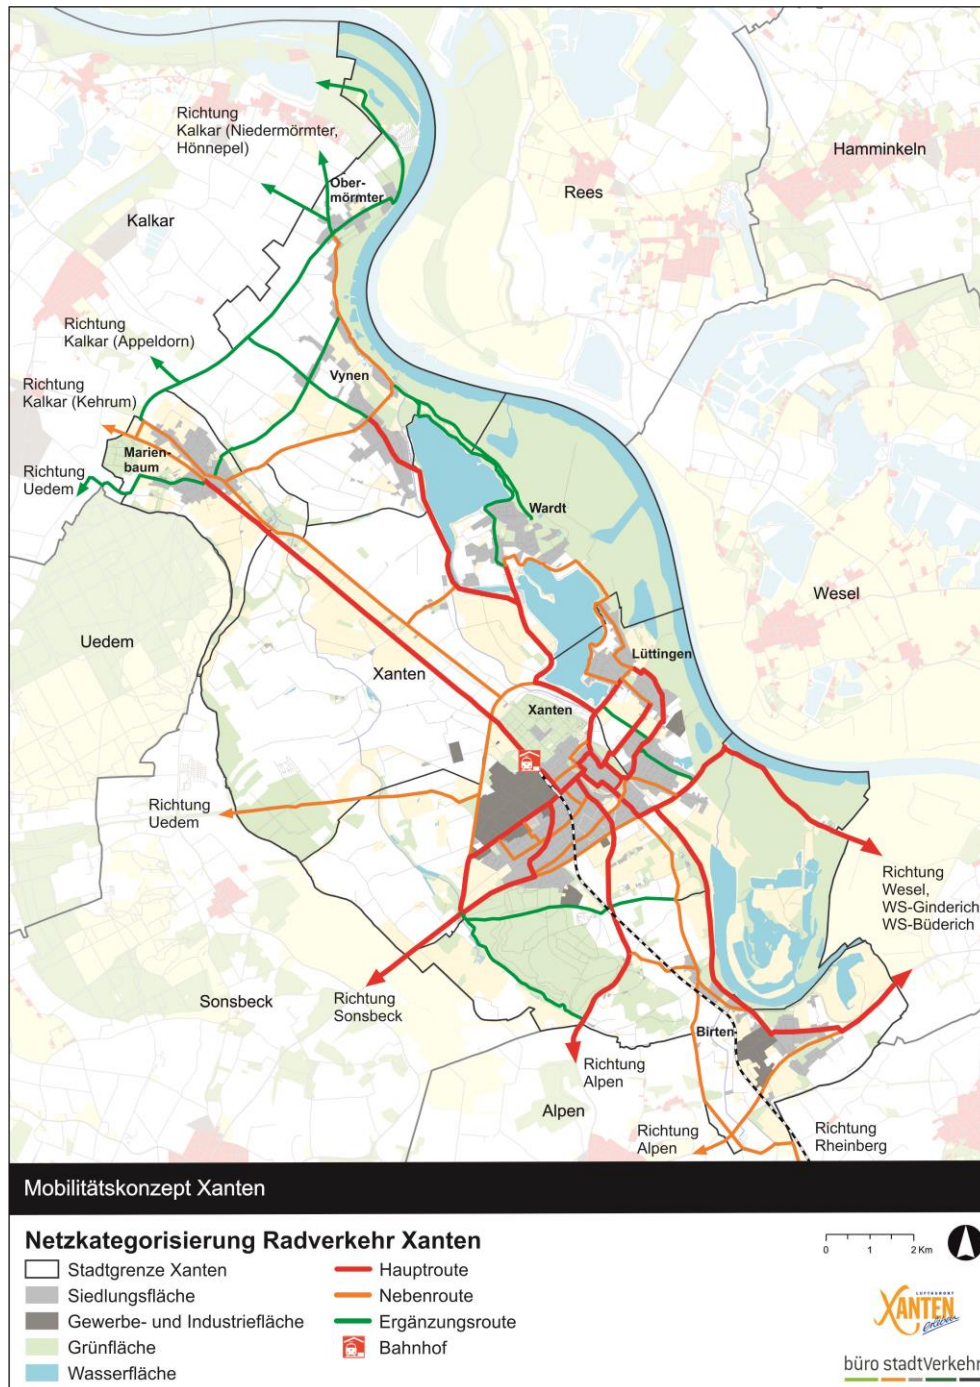 Richtung
Kalkar (Niedermörmter,
Hönnepel)
Ober-
mörmter
Hamminkeln
Rees
Kalkar
Richtung
Kalkar (Appeldorn)
Vynen
Richtung
Kalkar (Kehrum)
Marien-
baum
Richtung
Uedem
Wardt
Wesel
Uedem
Lüttingen
Xanten
Xanten
Richtung
Uedem
Richtung
Wesel,
WS-Ginderich
WS-Büderich
Sonsbeck
Richtung
Sonsbeck
Birten
Richtung
Alpen
Alpen
Richtung
Alpen
Richtung
Rheinberg
Mobilitätskonzept Xanten
Netzkategorisierung Radverkehr Xanten
Stadtgrenze Xanten
Siedlungsfläche
Gewerbe- und Industriefläche
Grünfläche
Wasserfläche
Hauptroute
Nebenroute
Ergänzungsroute
Bahnhof
0 1 2 Km
LUFTKURORT
XANTEN
erleben
büro stadtVerkehr